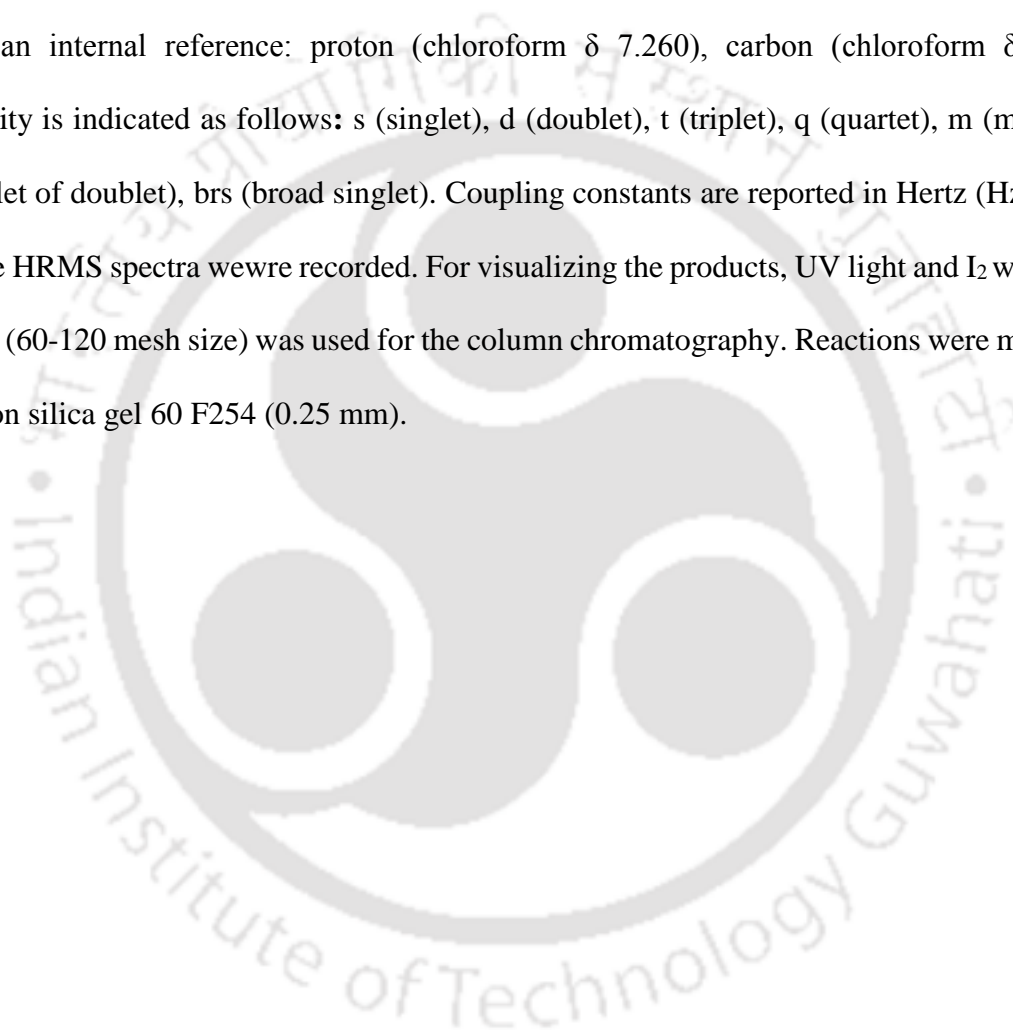 an internal reference: proton (chloroform δ 7.260), carbon (chloroform δ
ity is indicated as follows: s (singlet), d (doublet), t (triplet), q (quartet), m (m
let of doublet), brs (broad singlet). Coupling constants are reported in Hertz (Hz
e HRMS spectra wewre recorded. For visualizing the products, UV light and I₂ w
(60-120 mesh size) was used for the column chromatography. Reactions were m
on silica gel 60 F254 (0.25 mm).
Indian Institute of Technology Guwahati